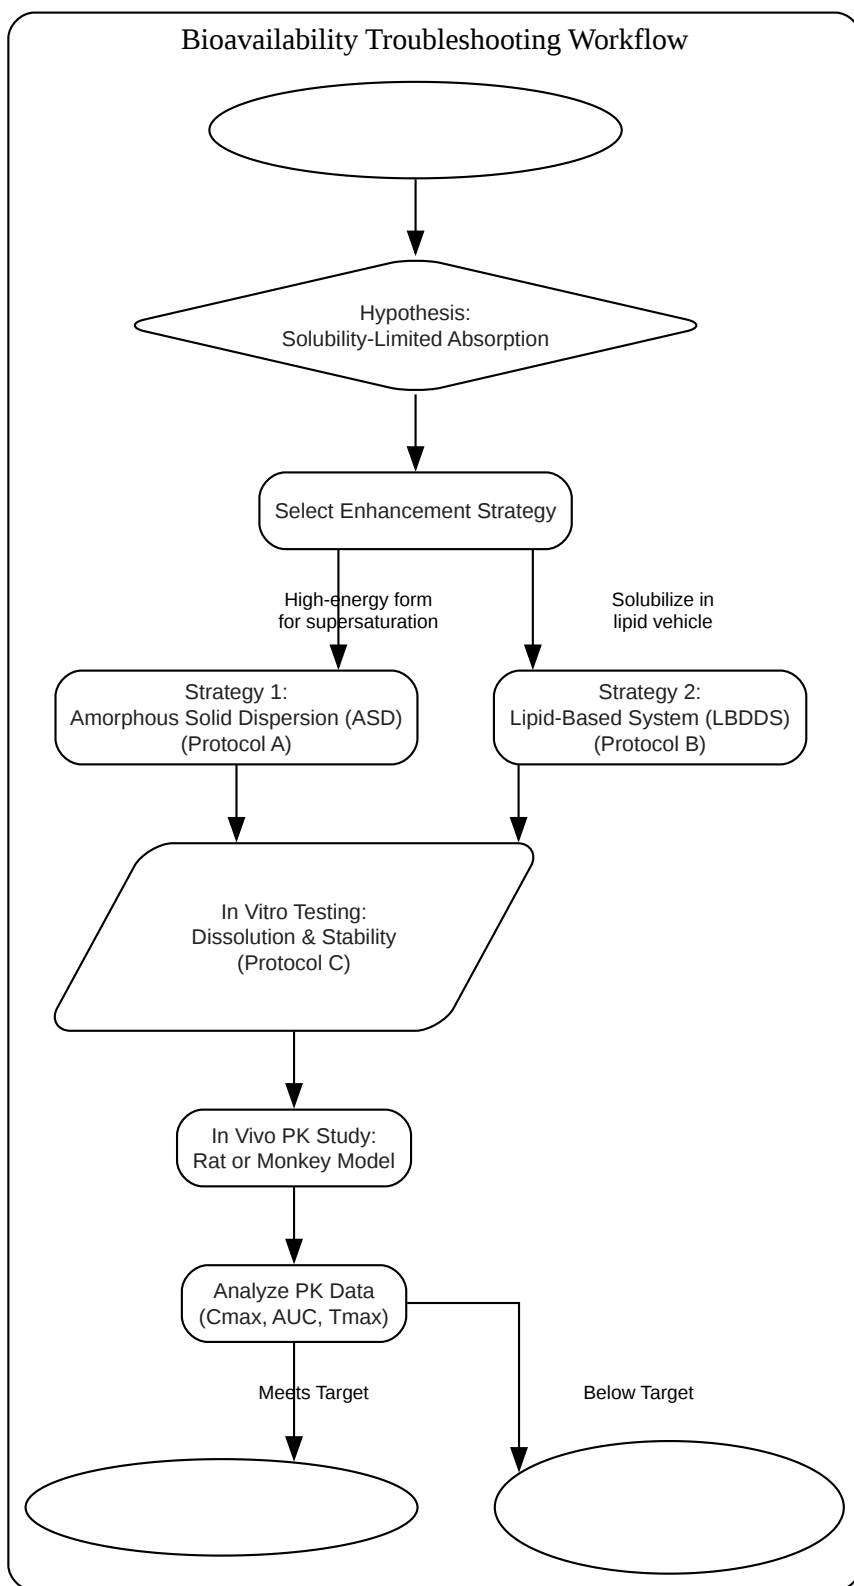 Bioavailability Troubleshooting Workflow
Hypothesis:
Solubility-Limited Absorption
Select Enhancement Strategy
High-energy form
for supersaturation
Solubilize in
lipid vehicle
Strategy 1:
Amorphous Solid Dispersion (ASD)
(Protocol A)
Strategy 2:
Lipid-Based System (LBDDS)
(Protocol B)
In Vitro Testing:
Dissolution & Stability
(Protocol C)
In Vivo PK Study:
Rat or Monkey Model
Analyze PK Data
(Cmax, AUC, Tmax)
Meets Target
Below Target